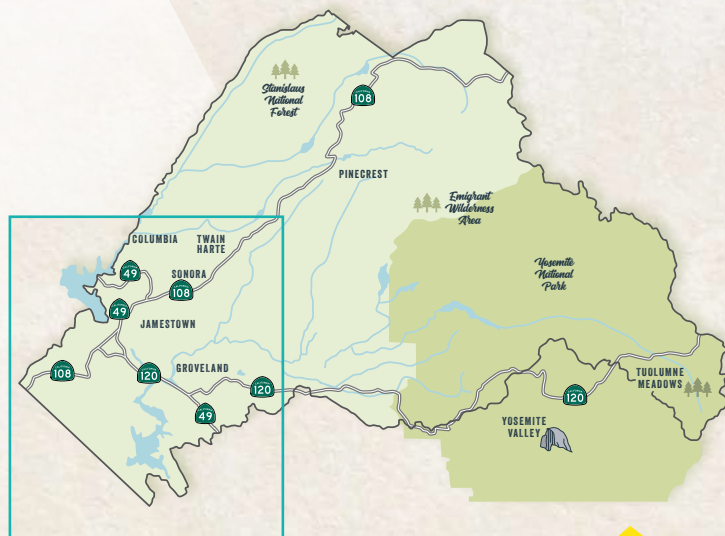 Stanislaus
National
Forest
108
PINECREST
Emigrant
Wilderness
Area
COLUMBIA
TWAIN
HARTE
49
SONORA
108
Yosemite
National
Park
49
JAMESTOWN
108
120
GROVELAND
120
49
TUOLUMNE
MEADOWS
120
YOSEMITE
VALLEY